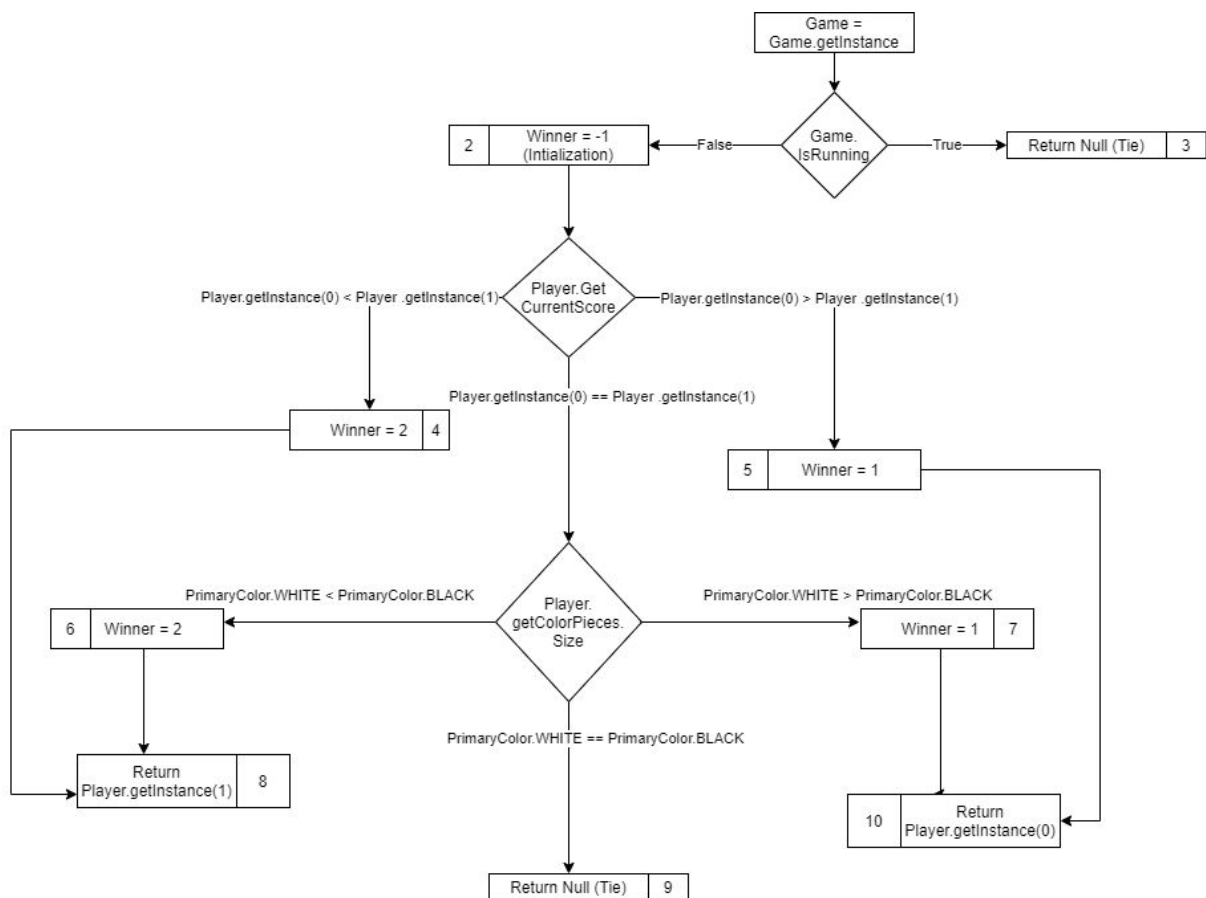 Game =
Game.getInstance
2
Winner = -1
(Intialization)
False
Game.
IsRunning
True
Return Null (Tie)
3
Player.getInstance(0) < Player .getInstance(1)
Player.Get
CurrentScore
Player.getInstance(0) > Player .getInstance(1)
Player.getInstance(0) == Player .getInstance(1)
Winner = 2
4
5
Winner = 1
PrimaryColor.WHITE < PrimaryColor.BLACK
Player.
getColorPieces.
Size
PrimaryColor.WHITE > PrimaryColor.BLACK
6
Winner = 2
Winner = 1
7
PrimaryColor.WHITE == PrimaryColor.BLACK
Return
Player.getInstance(1)
8
10
Return
Player.getInstance(0)
Return Null (Tie)
9